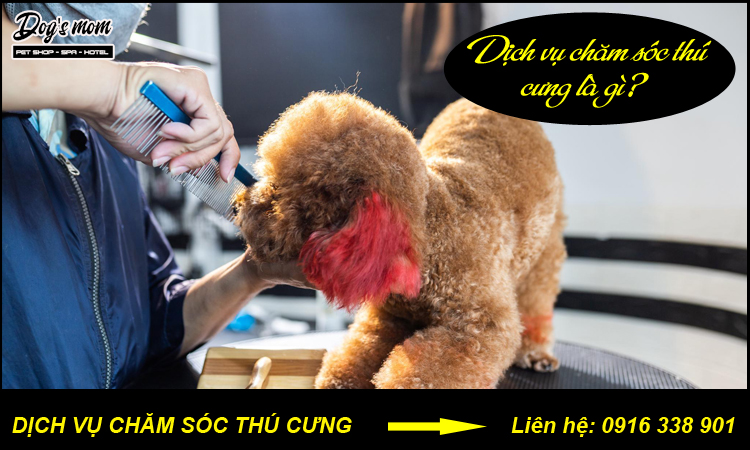 Dog's mom
PET SHOP - SPA - HOTEL
Dịch vụ chăm sóc thú
cưng là gì?
DỊCH VỤ CHĂM SÓC THÚ CƯNG
Liên hệ: 0916 338 901